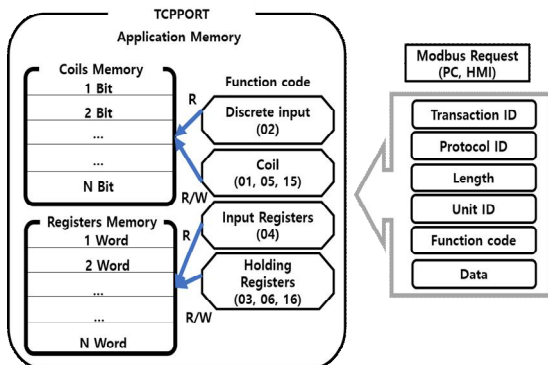 TCPPORT
Application Memory
Coils Memory
1 Bit
2 Bit
...
...
N Bit
Registers Memory
1 Word
2 Word
...
...
N Word
Function code
R
Discrete input
(02)
Coil
(01, 05, 15)
R/W
Input Registers
(04)
R
Holding
Registers
(03, 06, 16)
R/W
Modbus Request
(PC, HMI)
Transaction ID
Protocol ID
Length
Unit ID
Function code
Data